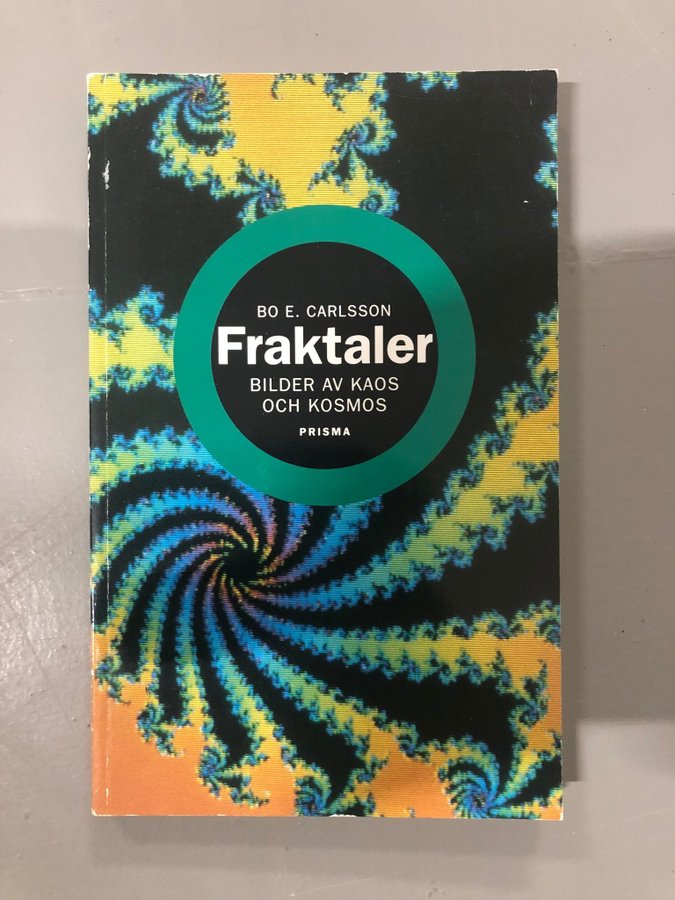 BO E. CARLSSON
Fraktaler
BILDER AV KAOS
OCH KOSMOS
PRISMA